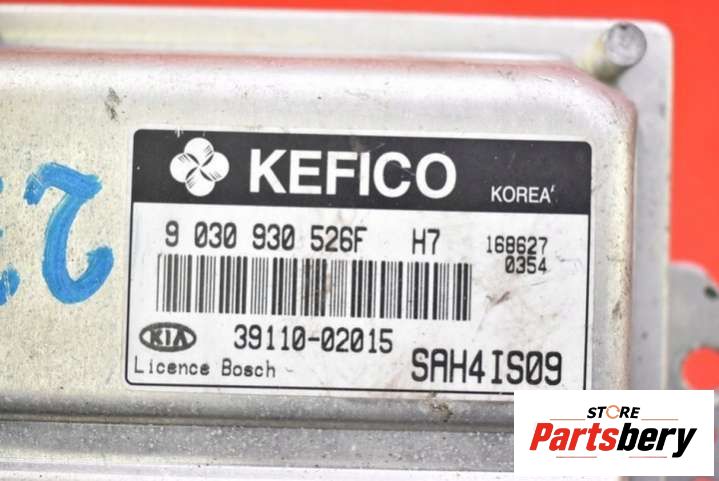 KEFICO KOREA
9 030 930 526F H7 168627
0354
KIA 39110-02015
Licence Bosch SAH4IS09
STORE
Partsbery